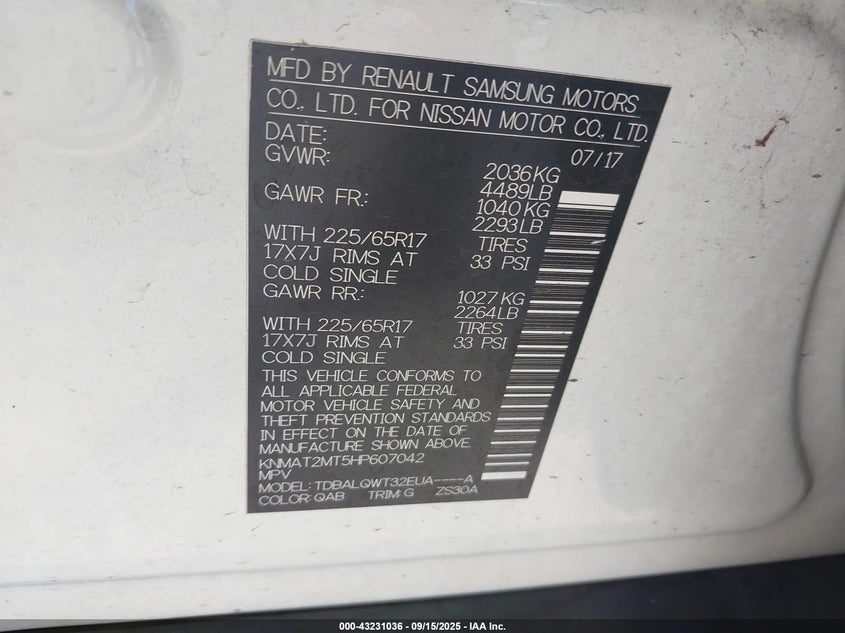 MFD BY RENAULT SAMSUNG MOTORS
CO., LTD. FOR NISSAN MOTOR CO., LTD.
DATE: 07/17
GVWR: 2036KG
4489LB
GAWR FR.: 1040KG
2293LB
WITH 225/65R17 TIRES
17X7J RIMS AT 33 PSI
COLD SINGLE
GAWR RR.: 1027KG
2264LB
WITH 225/65R17 TIRES
17X7J RIMS AT 33 PSI
COLD SINGLE
THIS VEHICLE CONFORMS TO
ALL APPLICABLE FEDERAL
MOTOR VEHICLE SAFETY AND
THEFT PREVENTION STANDARDS
IN EFFECT ON THE DATE OF
MANUFACTURE SHOWN ABOVE.
KNMAT2MT5HP607042
MPV
MODEL: TDBALQWT32EUA----A
COLOR: QAB TRIM: G ZS30A
000-43231036 - 09/15/2025 - IAA Inc.